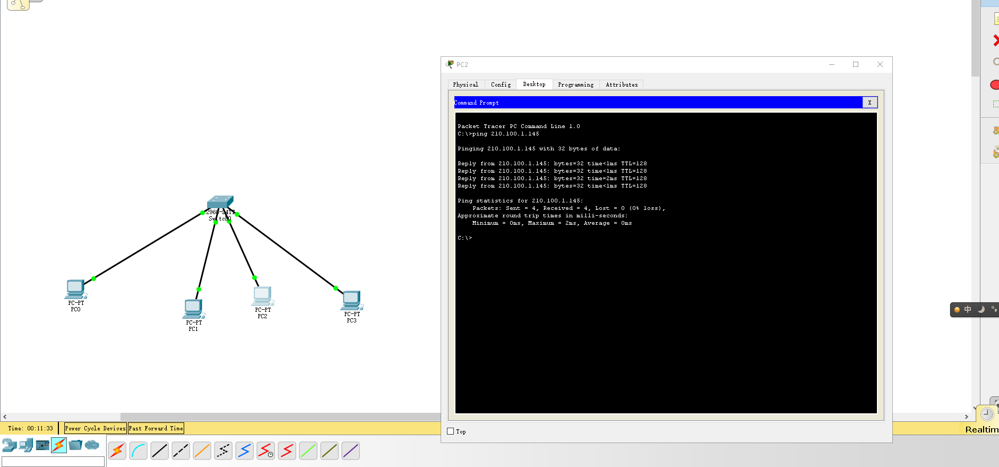 PC2
Physical Config Desktop Programming Attributes
Command Prompt
X
Packet Tracer PC Command Line 1.0
C:\>ping 210.100.1.145
Pinging 210.100.1.145 with 32 bytes of data:
Reply from 210.100.1.145: bytes=32 time<1ms TTL=128
Reply from 210.100.1.145: bytes=32 time<1ms TTL=128
Reply from 210.100.1.145: bytes=32 time=2ms TTL=128
Reply from 210.100.1.145: bytes=32 time<1ms TTL=128
Ping statistics for 210.100.1.145:
Packets: Sent = 4, Received = 4, Lost = 0 (0% loss),
Approximate round trip times in milli-seconds:
Minimum = 0ms, Maximum = 2ms, Average = 0ms
C:\>
Top
2960-24TT
Switch0
PC-PT
PC0
PC-PT
PC1
PC-PT
PC2
PC-PT
PC3
中
Time: 00:11:33 Power Cycle Devices Fast Forward Time
Realtim